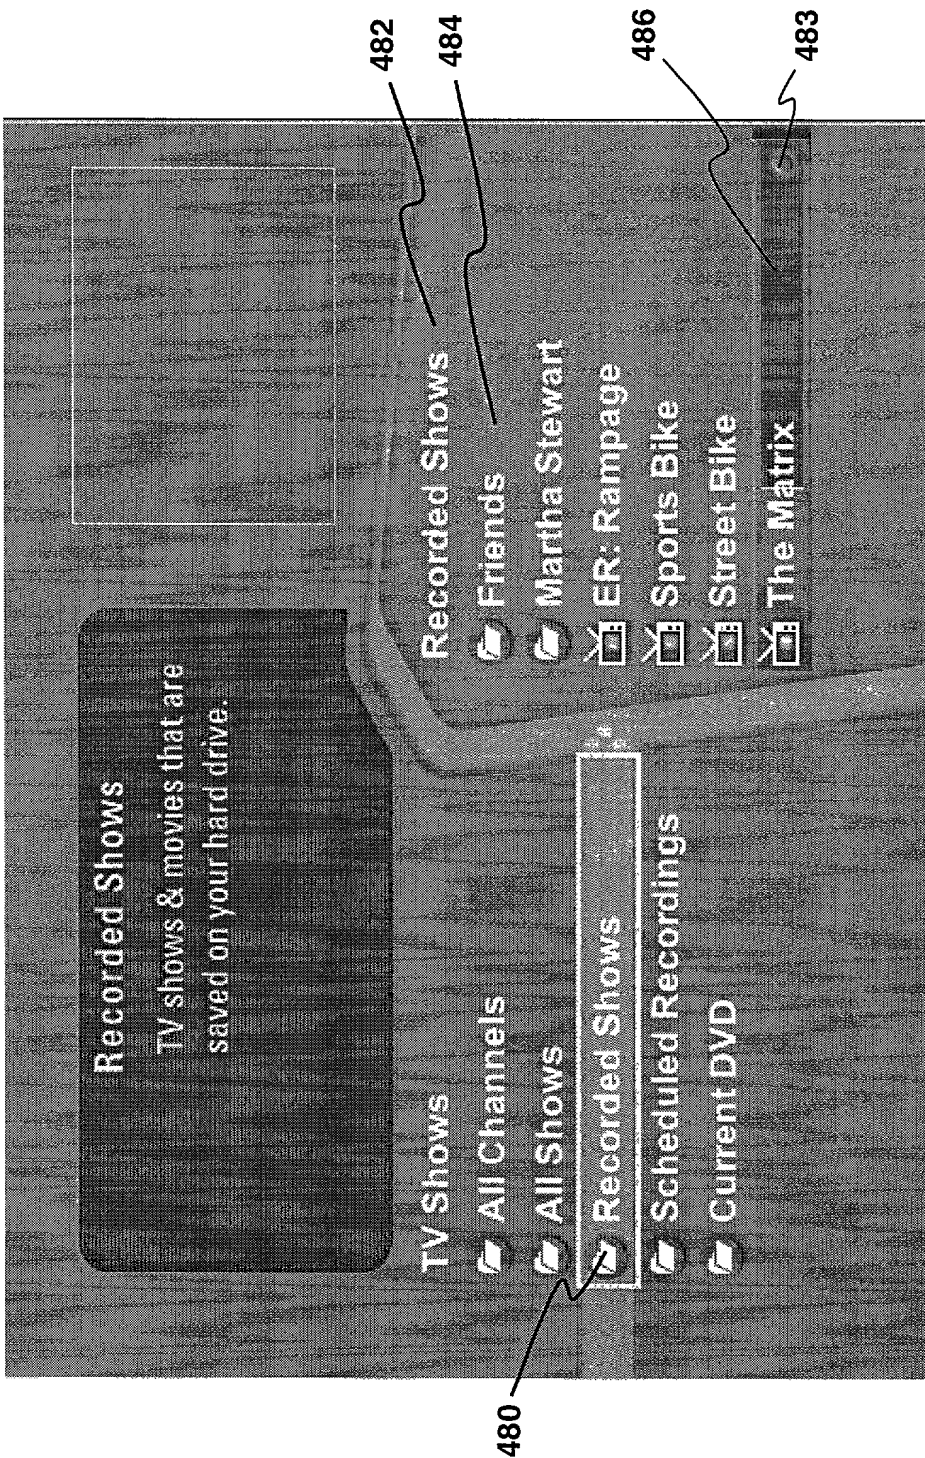 Recorded Shows
TV shows & movies that are
saved on your hard drive.
TV Shows
All Channels
All Shows
Recorded Shows
Scheduled Recordings
Current DVD
Recorded Shows
Friends
Martha Stewart
ER: Rampage
Sports Bike
Street Bike
The Matrix
480
482
484
486
483